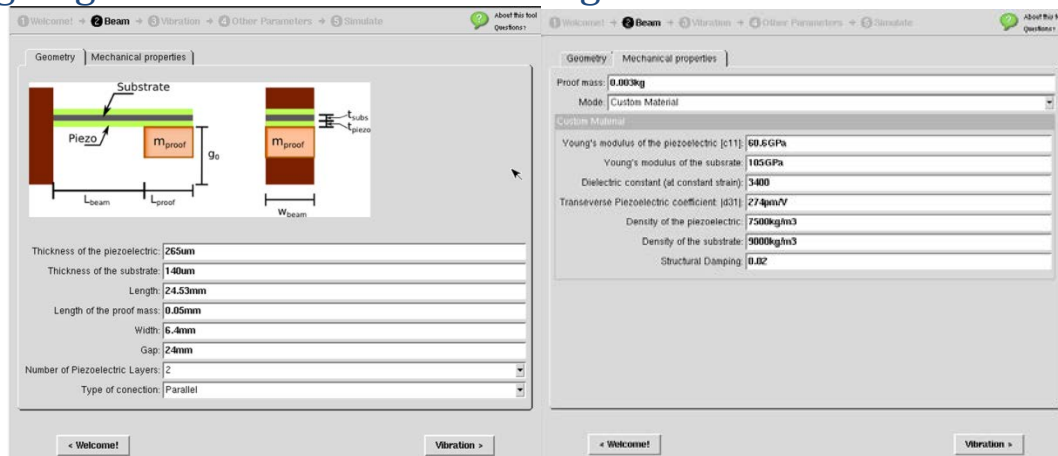 1 Welcome! → 2 Beam → 3 Vibration → 4 Other Parameters → 5 Simulate
? About this tool
Questions?
Geometry Mechanical properties
Substrate
Piezo
m proof
g0
Lbeam
Lproof
m proof
tsubs
tpiezo
wbeam
Thickness of the piezoelectric: 265um
Thickness of the substrate: 140um
Length: 24.53mm
Length of the proof mass: 0.05mm
Width: 6.4mm
Gap: 24mm
Number of Piezoelectric Layers: 2
Type of conection: Parallel
< Welcome! Vibration >
1 Welcome! → 2 Beam → 3 Vibration → 4 Other Parameters → 5 Simulate
? About this t
Questions?
Geometry Mechanical properties
Proof mass: 0.003kg
Mode: Custom Material
Custom Material
Young's modulus of the piezoelectric [c11]: 60.6GPa
Young's modulus of the subsrate: 105GPa
Dielectric constant (at constant strain): 3400
Transeverse Piezoelectric coefficient [d31]: 274pm/V
Density of the piezoelectric: 7500kg/m3
Density of the substrate: 9000kg/m3
Structural Damping: 0.02
< Welcome! Vibration >